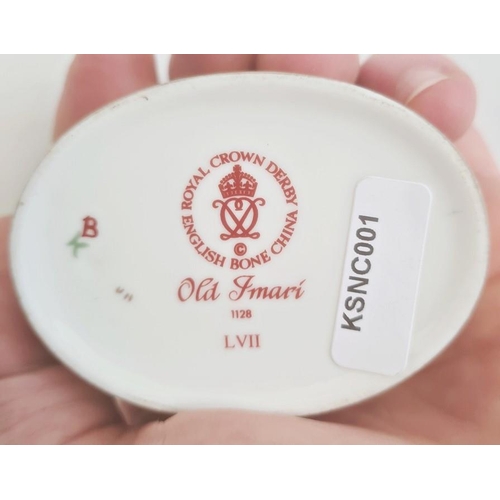 ROYAL CROWN DERBY
ENGLISH BONE CHINA
©
Old Imari
1128
LVII
B
K
KSNC001